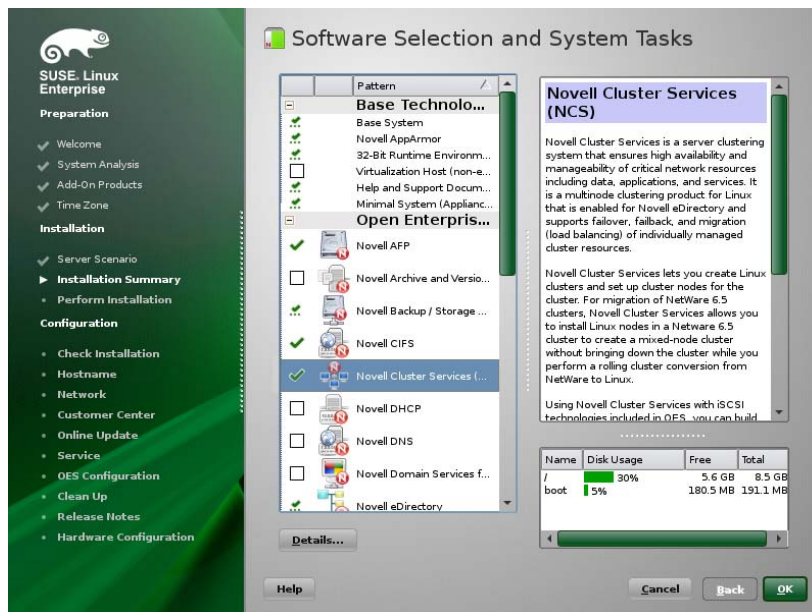 SUSE. Linux
Enterprise
Preparation
Welcome
System Analysis
Add-On Products
Time Zone
Installation
Server Scenario
Installation Summary
Perform Installation
Configuration
Check Installation
Hostname
Network
Customer Center
Online Update
Service
OES Configuration
Clean Up
Release Notes
Hardware Configuration
Software Selection and System Tasks
Pattern
Base Technolo...
Base System
Novell AppArmor
32-Bit Runtime Environm...
Virtualization Host (non-e...
Help and Support Docum...
Minimal System (Applianc...
Open Enterpris...
Novell AFP
Novell Archive and Versio...
Novell Backup / Storage ...
Novell CIFS
Novell Cluster Services (...
Novell DHCP
Novell DNS
Novell Domain Services f...
Novell eDirectory
Details...
Novell Cluster Services
(NCS)
Novell Cluster Services is a server clustering
system that ensures high availability and
manageability of critical network resources
including data, applications, and services. It
is a multinode clustering product for Linux
that is enabled for Novell eDirectory and
supports failover, failback, and migration
(load balancing) of individually managed
cluster resources.
Novell Cluster Services lets you create Linux
clusters and set up cluster nodes for the
cluster. For migration of NetWare 6.5
clusters, Novell Cluster Services allows you
to install Linux nodes in a Netware 6.5
cluster to create a mixed-node cluster
without bringing down the cluster while you
perform a rolling cluster conversion from
NetWare to Linux.
Using Novell Cluster Services with iSCSI
technologies included in OES, you can build
Name Disk Usage Free Total
/ 30% 5.6 GB 8.5 GB
boot 5% 180.5 MB 191.1 MB
Help
Cancel
Back
OK